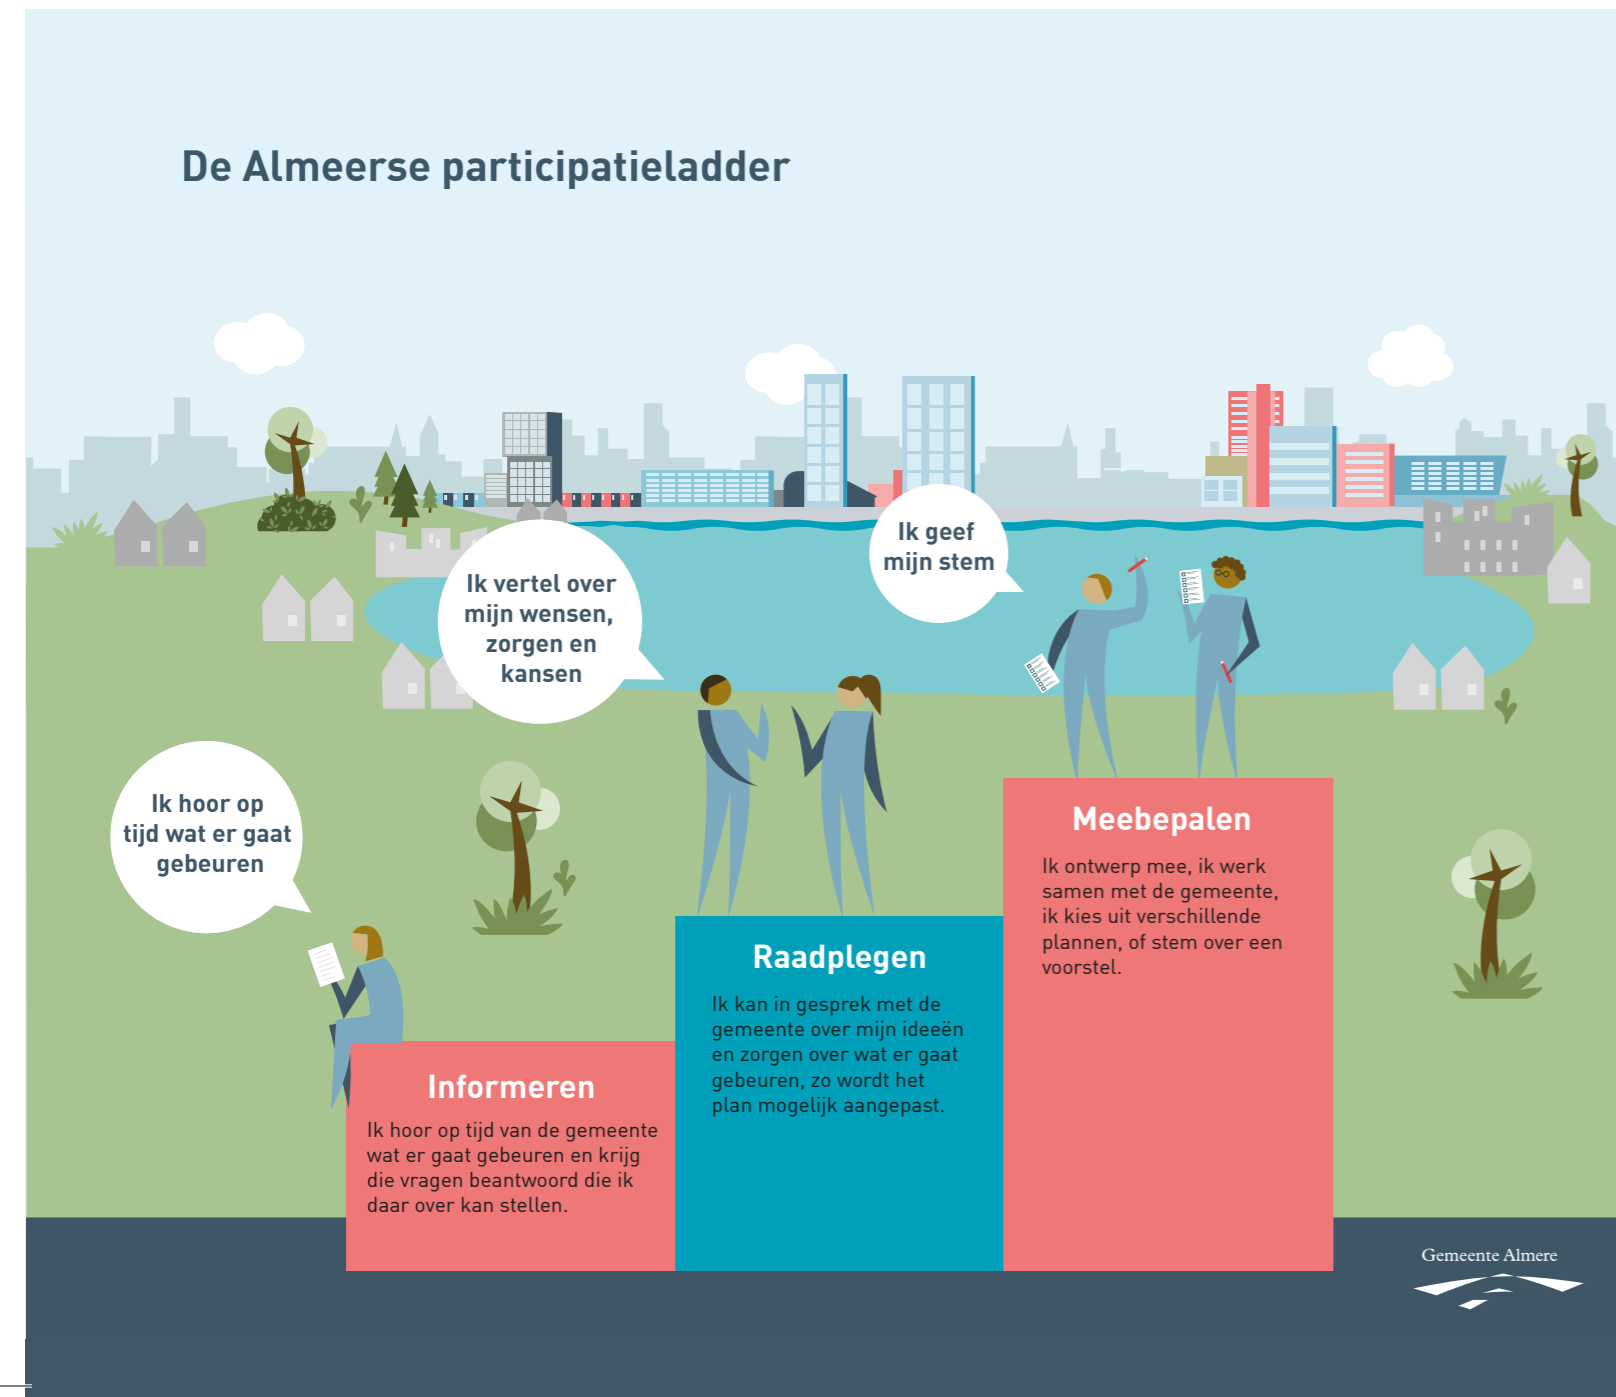 De Almeerse participatieladder
Ik geef
mijn stem
Ik vertel over
mijn wensen,
zorgen en
kansen
Ik hoor op
tijd wat er gaat
gebeuren
Meebepalen
Ik ontwerp mee, ik werk
samen met de gemeente,
ik kies uit verschillende
plannen, of stem over een
voorstel.
Raadplegen
Ik kan in gesprek met de
gemeente over mijn ideeën
en zorgen over wat er gaat
gebeuren, zo wordt het
plan mogelijk aangepast.
Informeren
Ik hoor op tijd van de gemeente
wat er gaat gebeuren en krijg
die vragen beantwoord die ik
daar over kan stellen.
Gemeente Almere